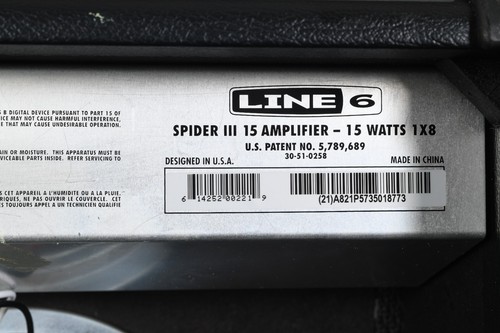 B DIGITAL DEVICE PURSUANT TO PART 15 OF
CE MAY NOT CAUSE HARMFUL INTERFERENCE,
E THAT MAY CAUSE UNDESIRABLE OPERATION.
AIN OR MOISTURE. THIS APPARATUS MUST BE
VICEABLE PARTS INSIDE. REFER SERVICING TO
CET APPAREIL A L'HUMIDITE OU A LA PLUIE.
RIQUES, NE PAS OUVRIR LE COUVERCLE. CET
ES TOUJOURS APPEL A UN TECHNICIEN QUALIFIE
LINE 6
SPIDER III 15 AMPLIFIER – 15 WATTS 1X8
U.S. PATENT NO. 5,789,689
30-51-0258
DESIGNED IN U.S.A. MADE IN CHINA
6 14252 00221 9
(21)A821P5735018773